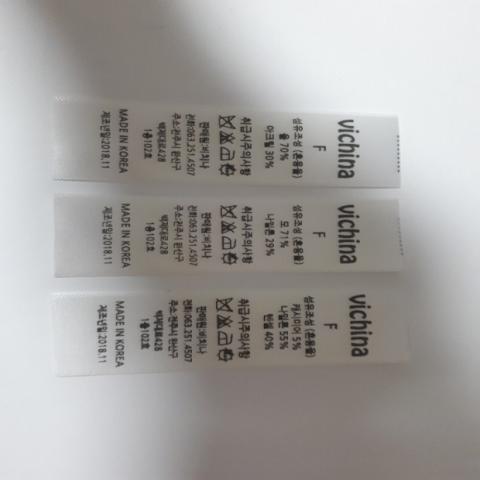 vichina
F
섬유조성 (혼용율)
울 70%
아크릴 30%
취급시주의사항
판매원:비치나
전화:063.251.4507
주소:전주시 완산구
백제대로428
1층102호
MADE IN KOREA
제조년월:2018.11
vichina
F
섬유조성 (혼용율)
모 71%
나일론 29%
취급시주의사항
판매원:비치나
전화:063.251.4507
주소:전주시 완산구
백제대로428
1층102호
MADE IN KOREA
제조년월:2018.11
vichina
F
섬유조성 (혼용율)
캐시미어 5%
나일론 55%
텐셀 40%
취급시주의사항
판매원:비치나
전화:063.251.4507
주소:전주시 완산구
백제대로428
1층102호
MADE IN KOREA
제조년월:2018.11